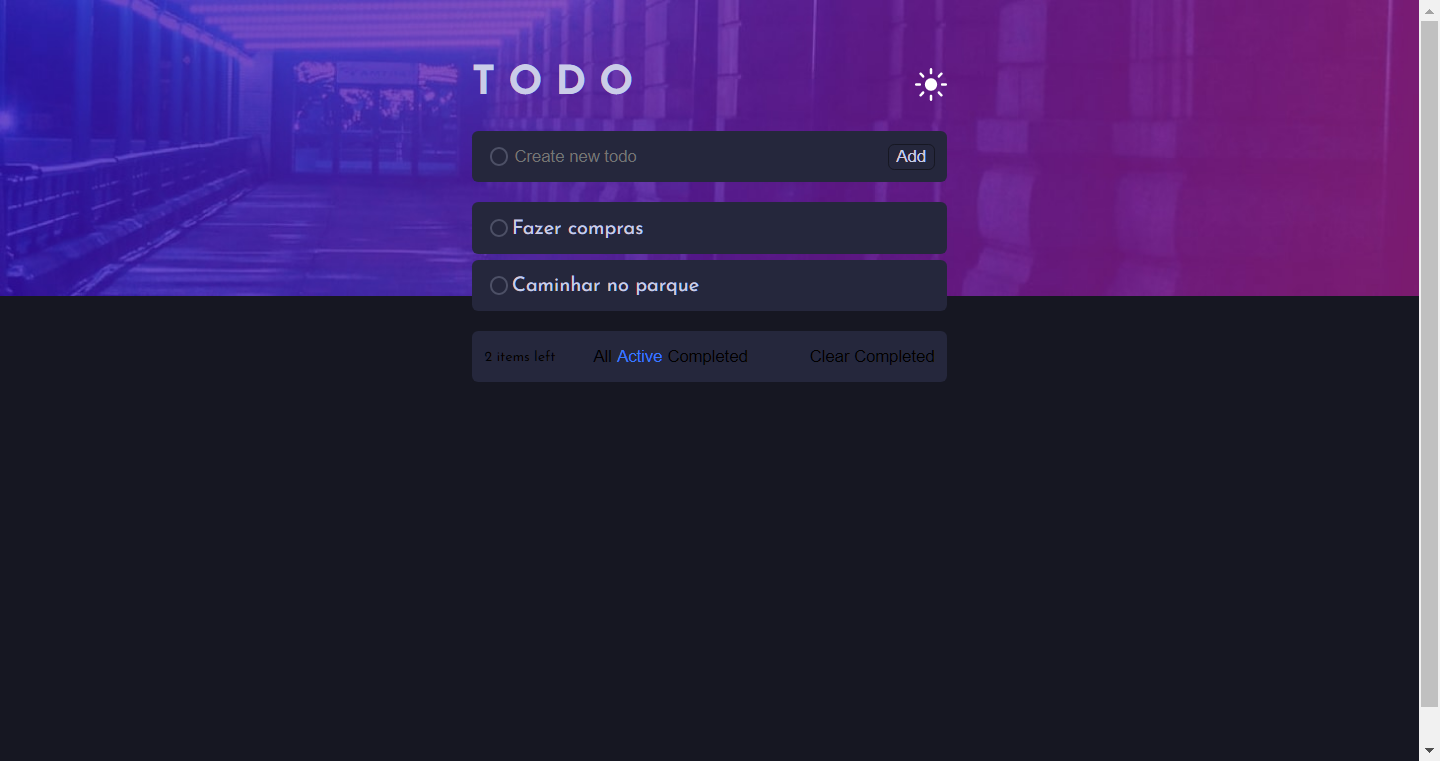 TODO
Create new todo Add
Fazer compras
Caminhar no parque
2 items left All Active Completed Clear Completed